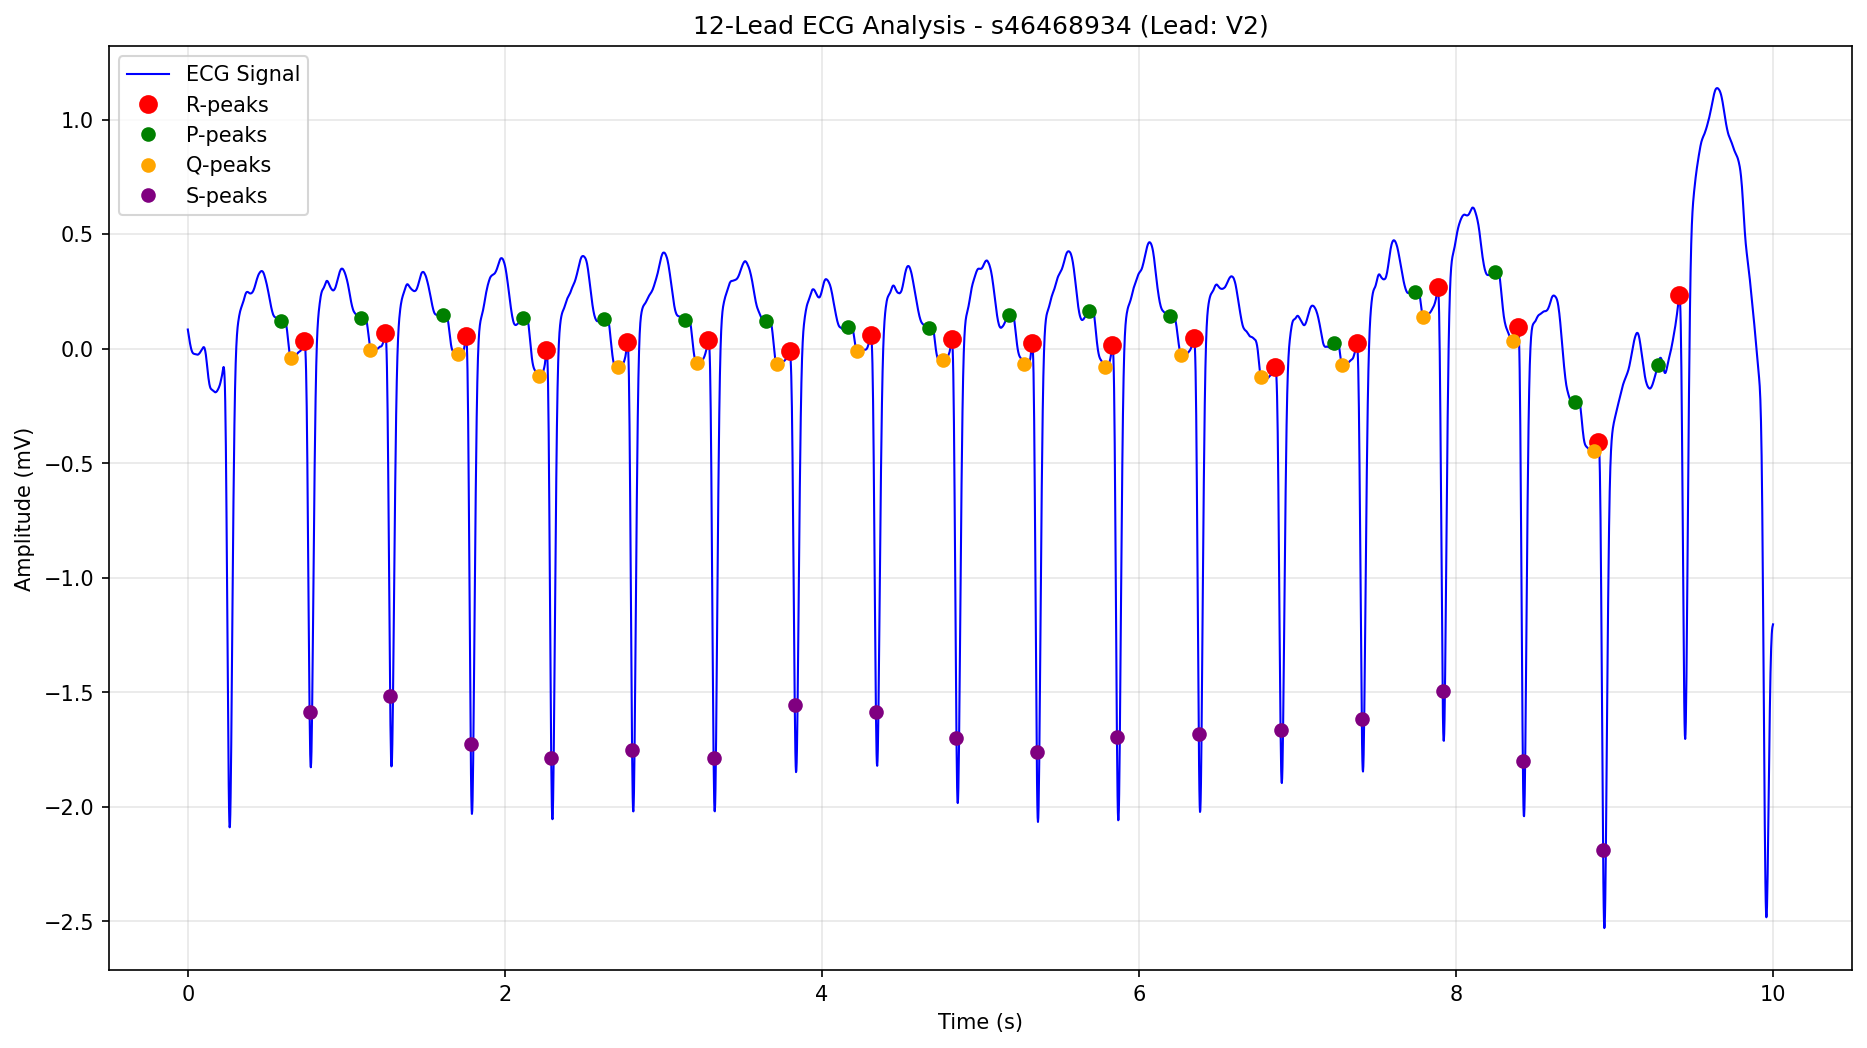 12-Lead ECG Analysis - s46468934 (Lead: V2)
ECG Signal
R-peaks
P-peaks
Q-peaks
S-peaks
Amplitude (mV)
1.0
0.5
0.0
−0.5
−1.0
−1.5
−2.0
−2.5
0 2 4 6 8 10
Time (s)